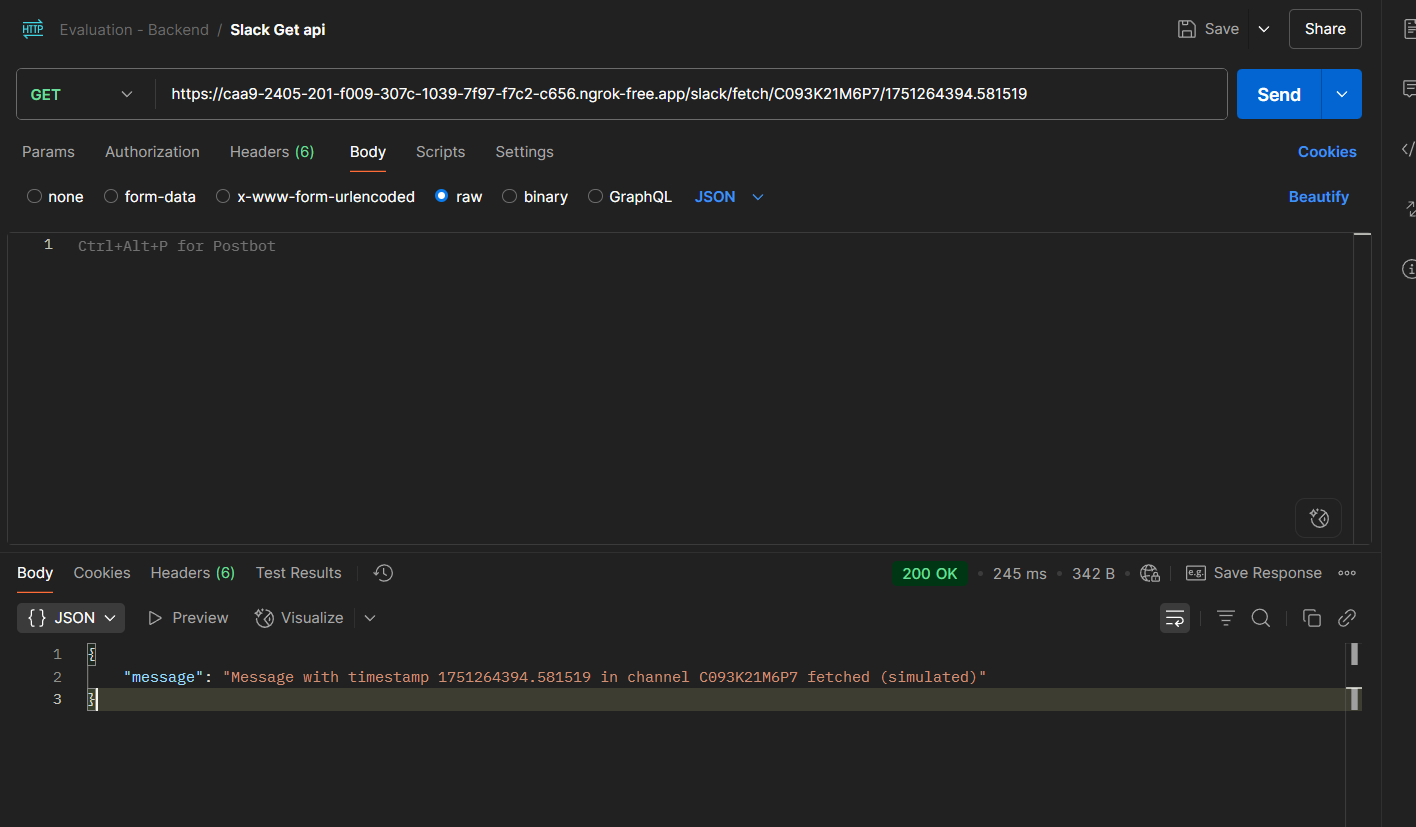 HTTP Evaluation - Backend / Slack Get api Save Share
GET https://caa9-2405-201-f009-307c-1039-7f97-f7c2-c656.ngrok-free.app/slack/fetch/C093K21M6P7/1751264394.581519 Send
Params Authorization Headers (6) Body Scripts Settings Cookies
none form-data x-www-form-urlencoded raw binary GraphQL JSON Beautify
1 Ctrl+Alt+P for Postbot
Body Cookies Headers (6) Test Results 200 OK • 245 ms • 342 B • e.g. Save Response
{} JSON Preview Visualize
1 {
2 "message": "Message with timestamp 1751264394.581519 in channel C093K21M6P7 fetched (simulated)"
3 }